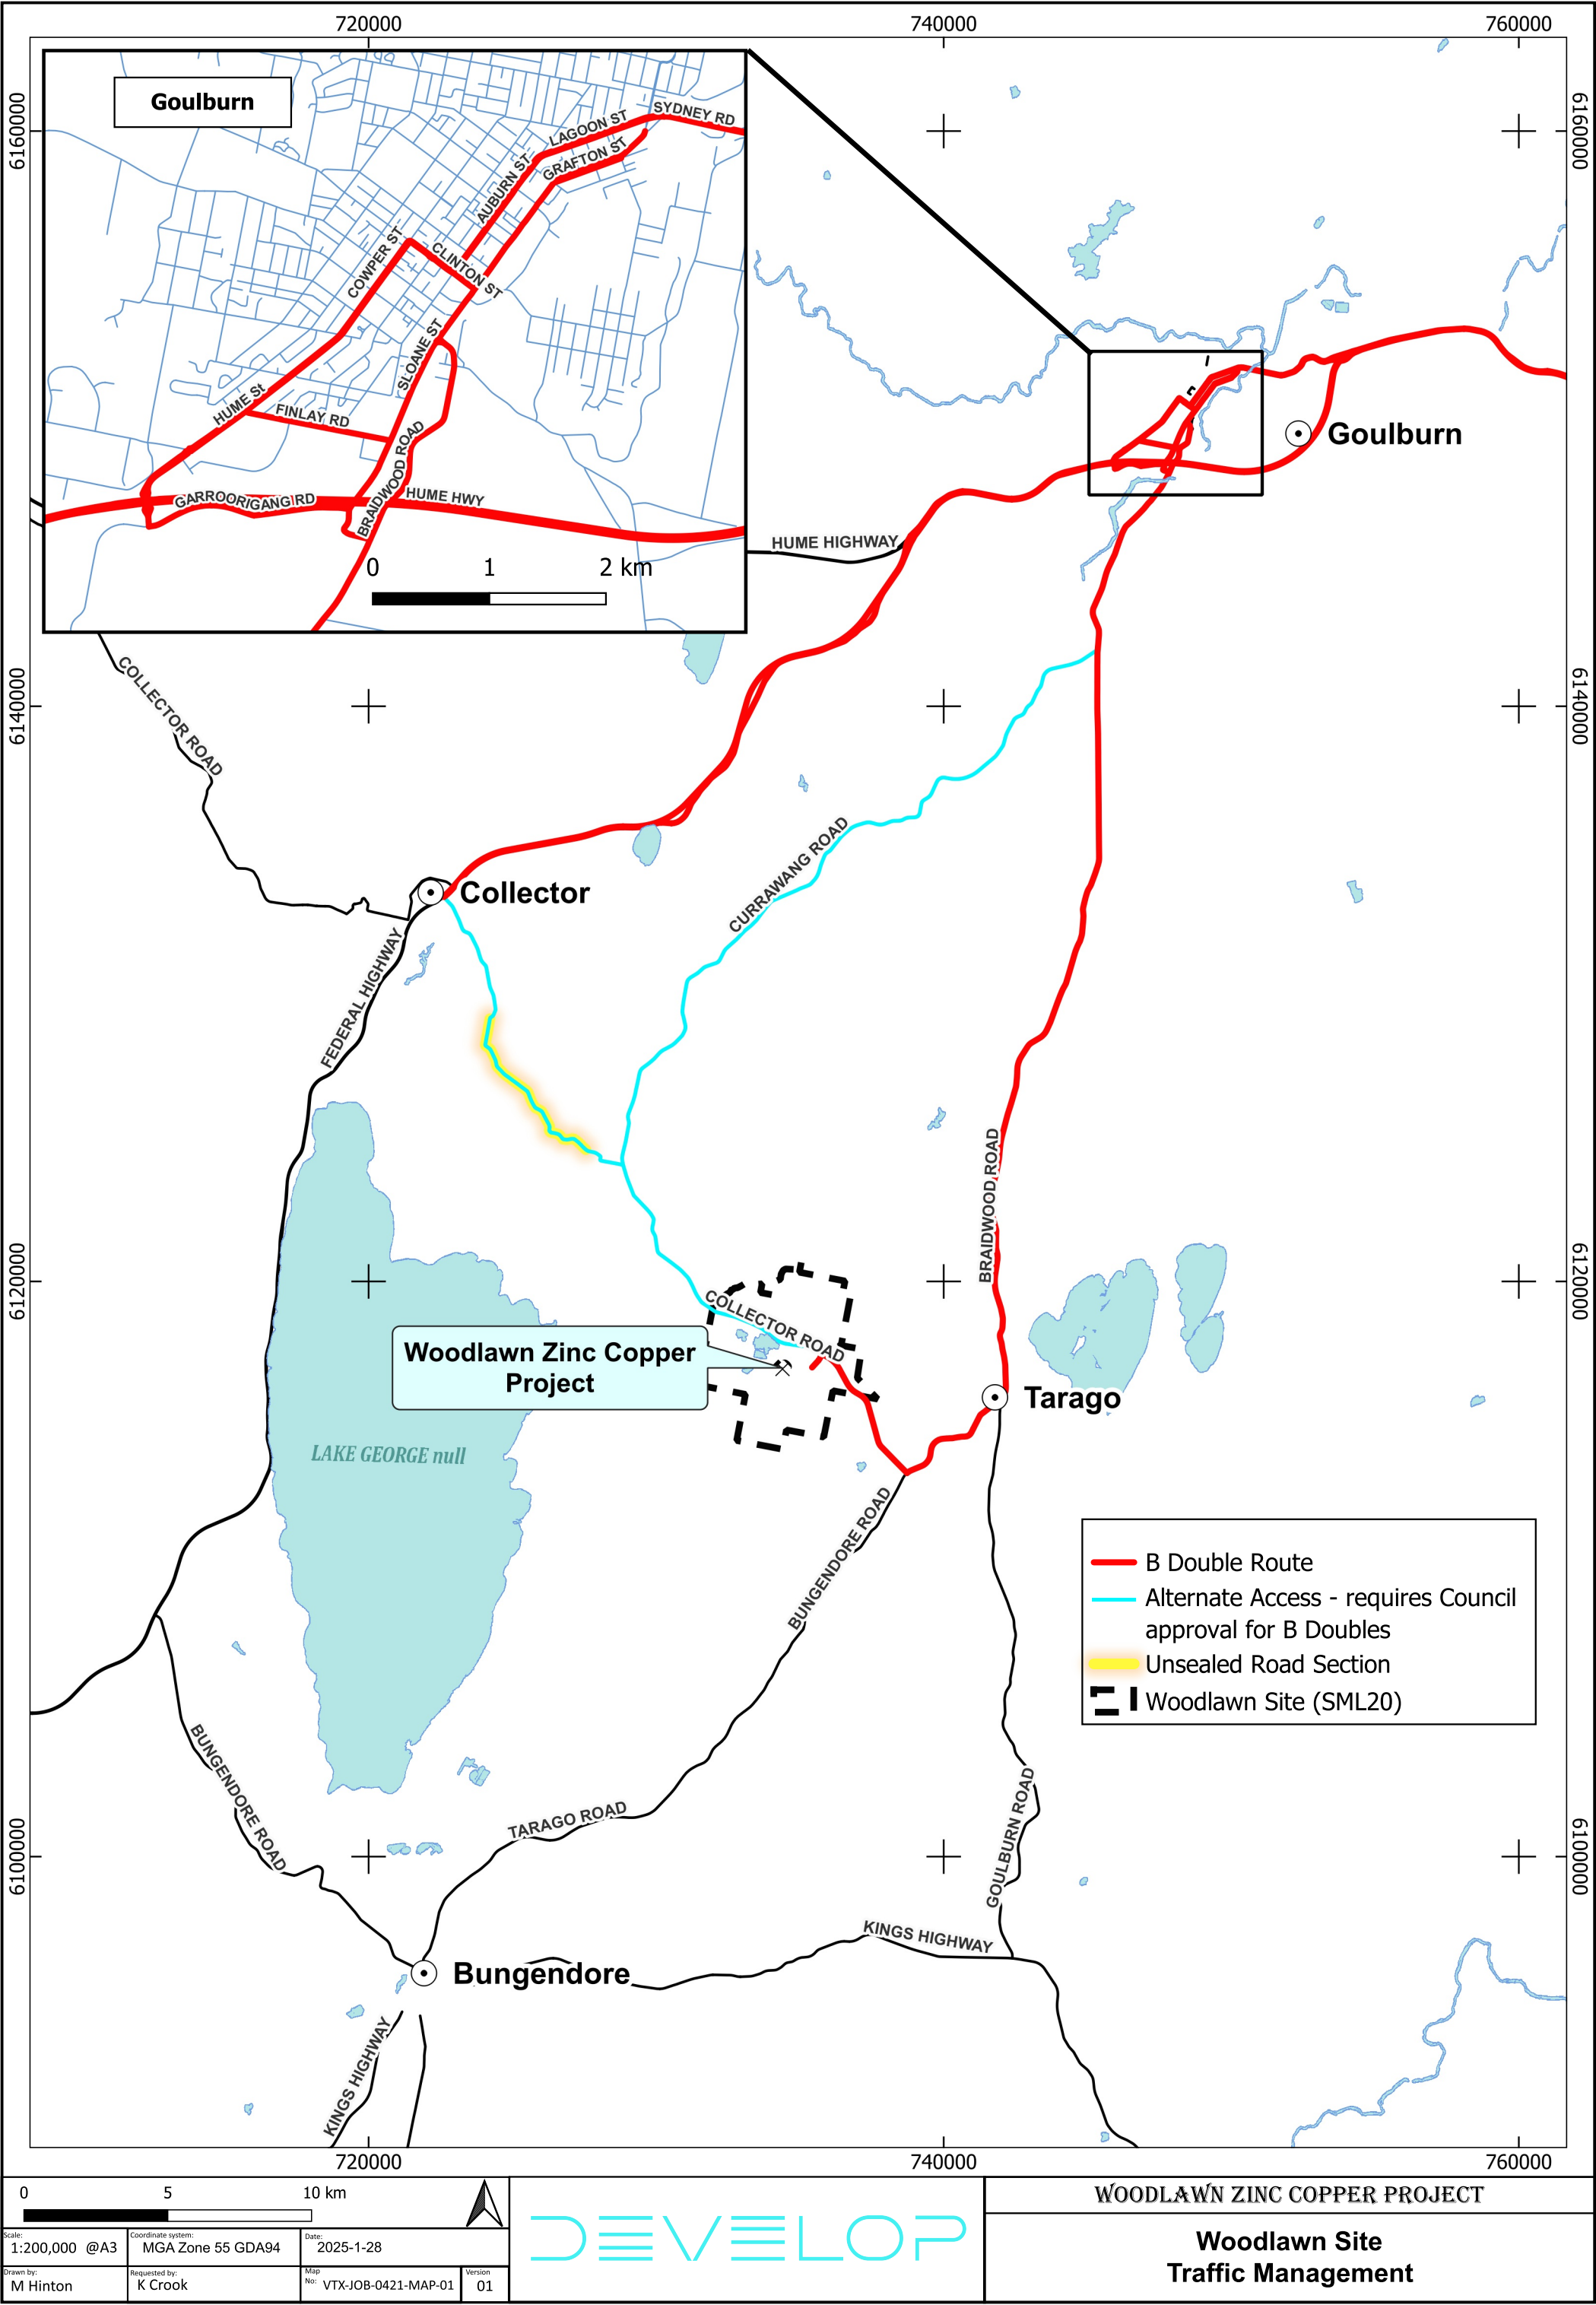 720000
740000
760000
6160000
6160000
Goulburn
SYDNEY RD
LAGOON ST
GRAFTON ST
AUBURN ST
COWPER ST
CLINTON ST
SLOANE ST
HUME St
FINLAY RD
BRAIDWOOD ROAD
GARROORIGANG RD
HUME HWY
0 1 2 km
Goulburn
HUME HIGHWAY
COLLECTOR ROAD
6140000
6140000
CURRAWANG ROAD
Collector
FEDERAL HIGHWAY
BRAIDWOOD ROAD
6120000
6120000
COLLECTOR ROAD
Woodlawn Zinc Copper
Project
Tarago
LAKE GEORGE null
BUNGENDORE ROAD
B Double Route
Alternate Access - requires Council
approval for B Doubles
Unsealed Road Section
Woodlawn Site (SML20)
BUNGENDORE ROAD
TARAGO ROAD
GOULBURN ROAD
6100000
6100000
KINGS HIGHWAY
Bungendore
KINGS HIGHWAY
720000
740000
760000
0 5 10 km
Scale:
1:200,000 @A3
Coordinate system:
MGA Zone 55 GDA94
Date:
2025-1-28
Drawn by:
M Hinton
Requested by:
K Crook
Map
No: VTX-JOB-0421-MAP-01
Version
01
DEVELOP
WOODLAWN ZINC COPPER PROJECT
Woodlawn Site
Traffic Management